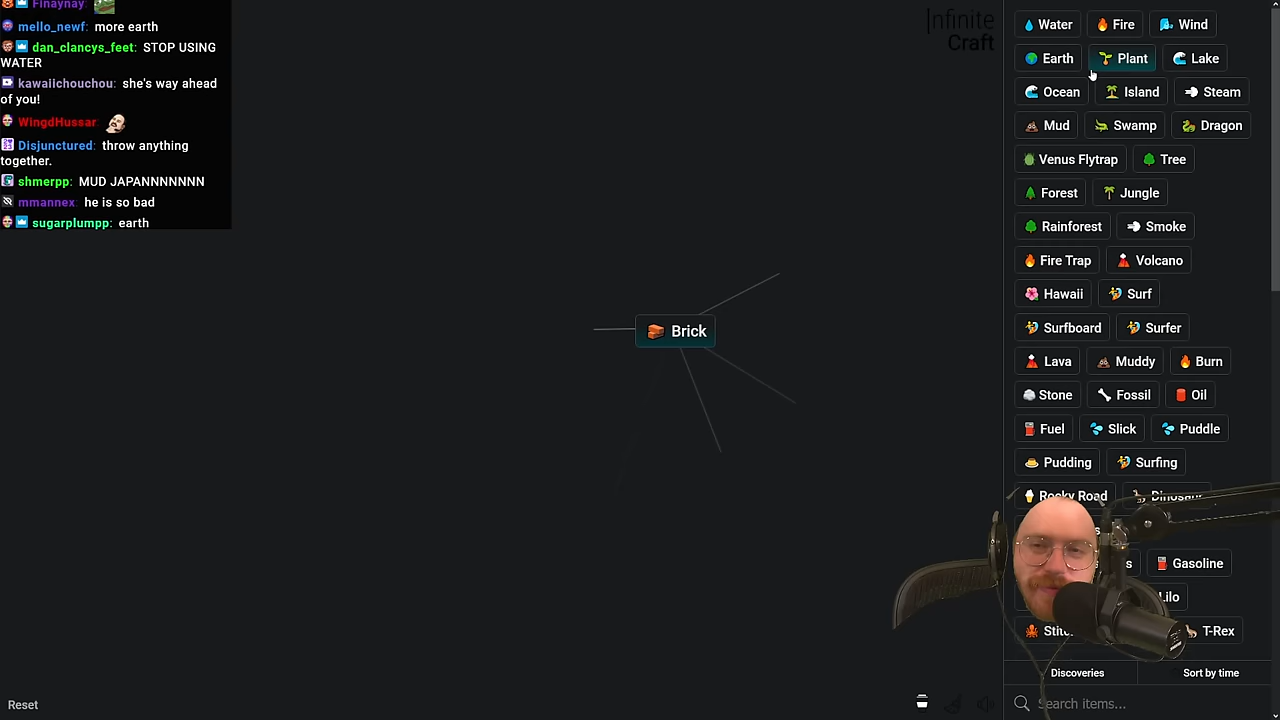 Finaynay:
mello_newf: more earth
dan_clancys_feet: STOP USING
WATER
kawaiichouchou: she's way ahead
of you!
WingdHussar
Disjunctured: throw anything
together.
shmerpp: MUD JAPANNNNNN
mmannex: he is so bad
sugarplumpp: earth
Infinite
Craft
Brick
Water Fire Wind
Earth Plant Lake
Ocean Island Steam
Mud Swamp Dragon
Venus Flytrap Tree
Forest Jungle
Rainforest Smoke
Fire Trap Volcano
Hawaii Surf
Surfboard Surfer
Lava Muddy Burn
Stone Fossil Oil
Fuel Slick Puddle
Pudding Surfing
Rocky Road Dinosaur
Gasoline
Lilo
Stitch T-Rex
Discoveries Sort by time
Search items...
Reset